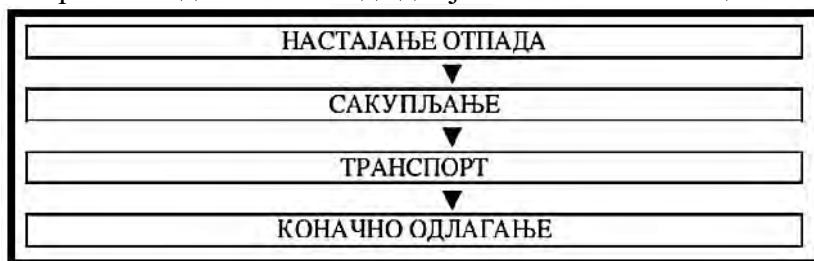 НАСТАЈАЊЕ ОТПАДА
САКУПЉАЊЕ
ТРАНСПОРТ
КОНАЧНО ОДЛАГАЊЕ